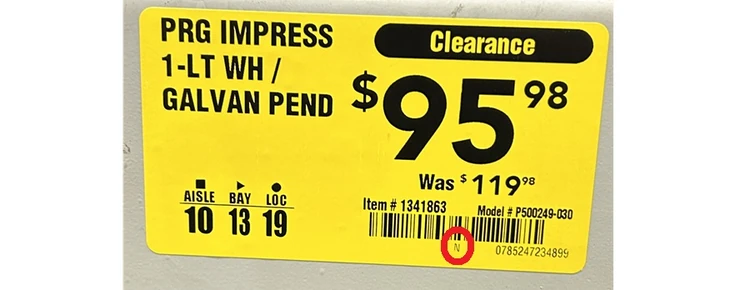 PRG IMPRESS
1-LT WH /
GALVAN PEND
Clearance
$95 98
Was $119 98
AISLE BAY LOC
10 13 19
Item # 1341863 Model # P500249-030
N 0785247234899